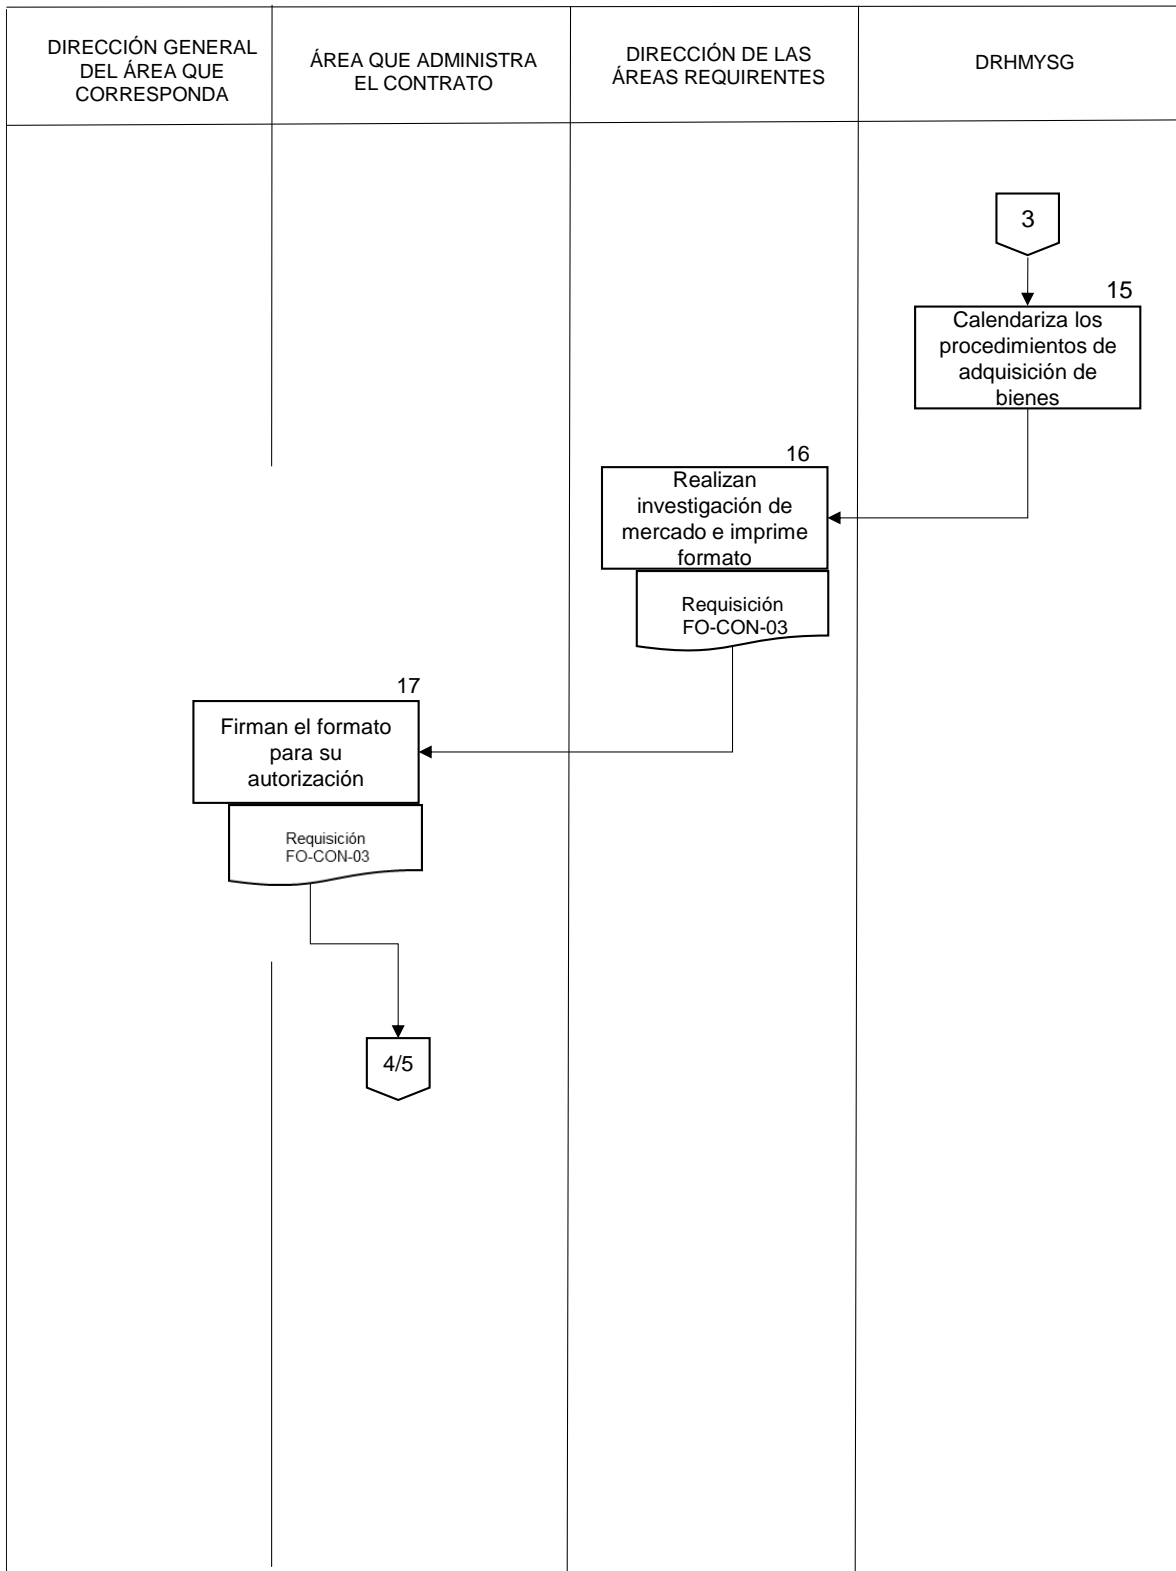 DIRECCIÓN GENERAL
DEL ÁREA QUE
CORRESPONDA
ÁREA QUE ADMINISTRA
EL CONTRATO
DIRECCIÓN DE LAS
ÁREAS REQUIRENTES
DRHMYSG
3
15
Calendariza los
procedimientos de
adquisición de
bienes
16
Realizan
investigación de
mercado e imprime
formato
Requisición
FO-CON-03
17
Firman el formato
para su
autorización
Requisición
FO-CON-03
4/5